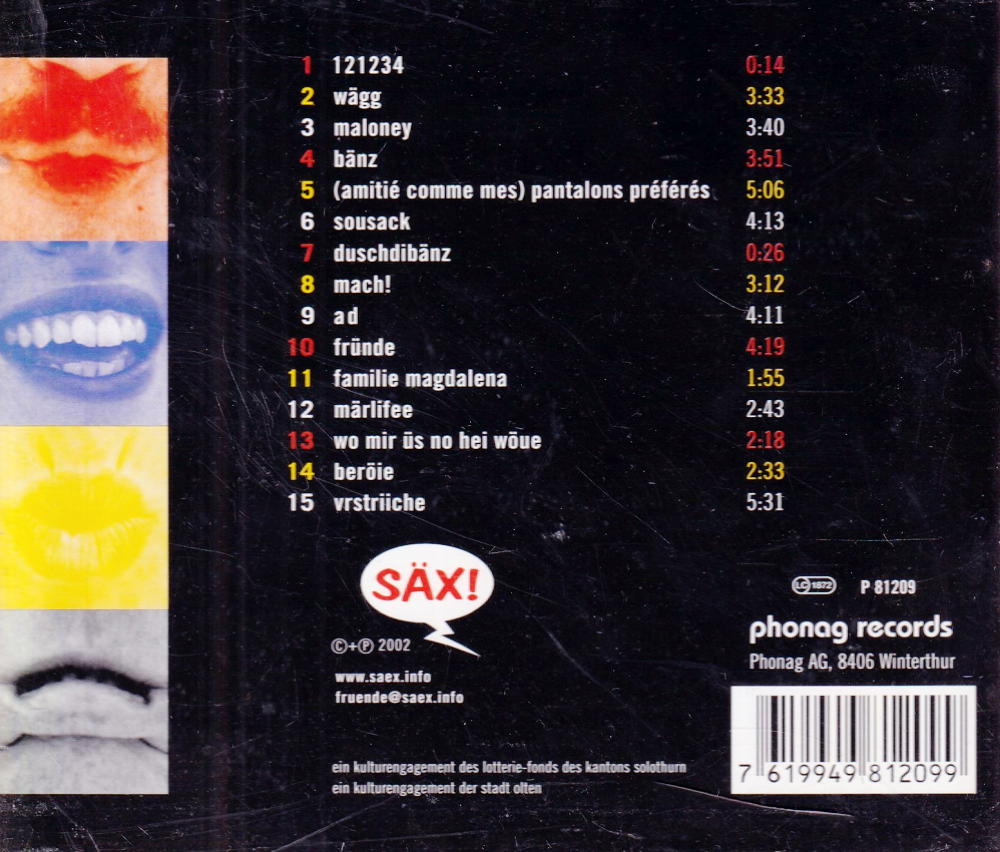 1 121234 0:14
2 wägg 3:33
3 maloney 3:40
4 bänz 3:51
5 (amitié comme mes) pantalons préférés 5:06
6 sousack 4:13
7 duschdibänz 0:26
8 mach! 3:12
9 ad 4:11
10 fründe 4:19
11 familie magdalena 1:55
12 märlifee 2:43
13 wo mir üs no hei wöue 2:18
14 beröie 2:33
15 vrstriiche 5:31
SÄX!
©+℗ 2002
www.saex.info
fruende@saex.info
ein kulturengagement des lotterie-fonds des kantons solothurn
ein kulturengagement der stadt olten
LC 1872 P 81209
phonag records
Phonag AG, 8406 Winterthur
7 619949 812099